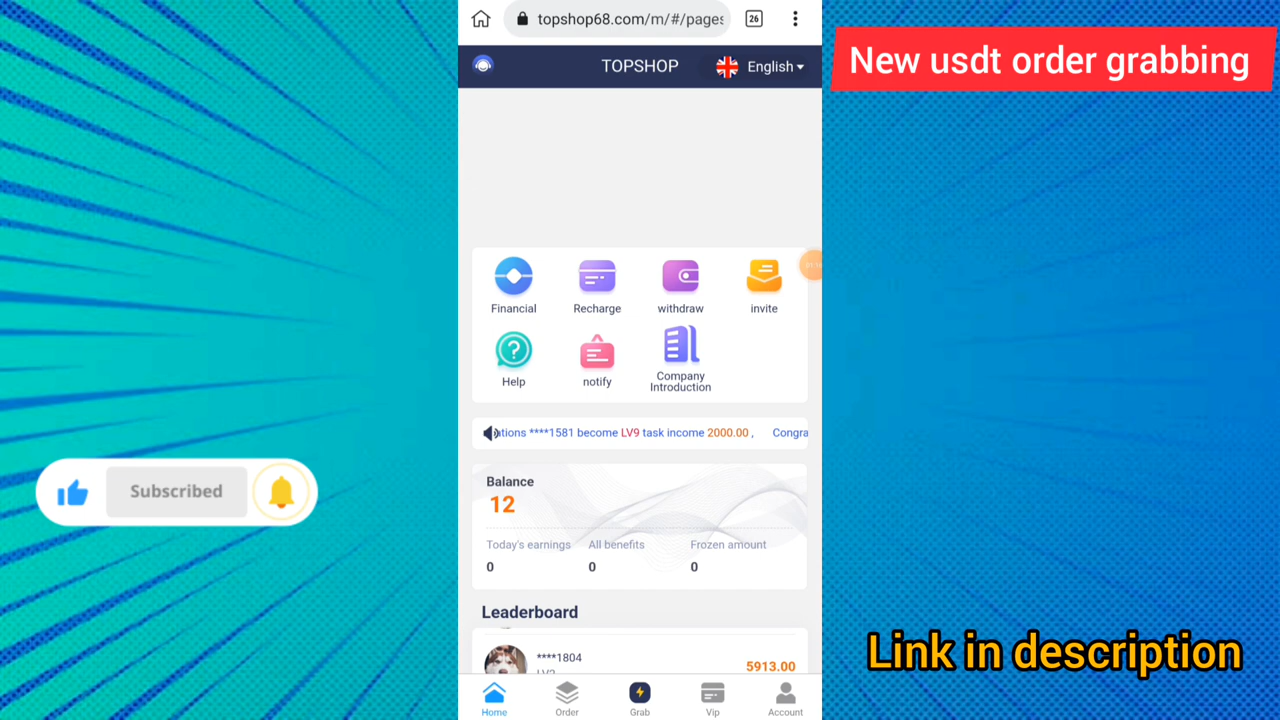 topshop68.com/m/#/pages
26
TOPSHOP
English
New usdt order grabbing
Financial
Recharge
withdraw
invite
Help
notify
Company
Introduction
ations ****1581 become LV9 task income 2000.00 , Congra
Subscribed
Balance
12
Today's earnings
All benefits
Frozen amount
0
0
0
Leaderboard
****1804
5913.00
Link in description
Home
Order
Grab
Vip
Account